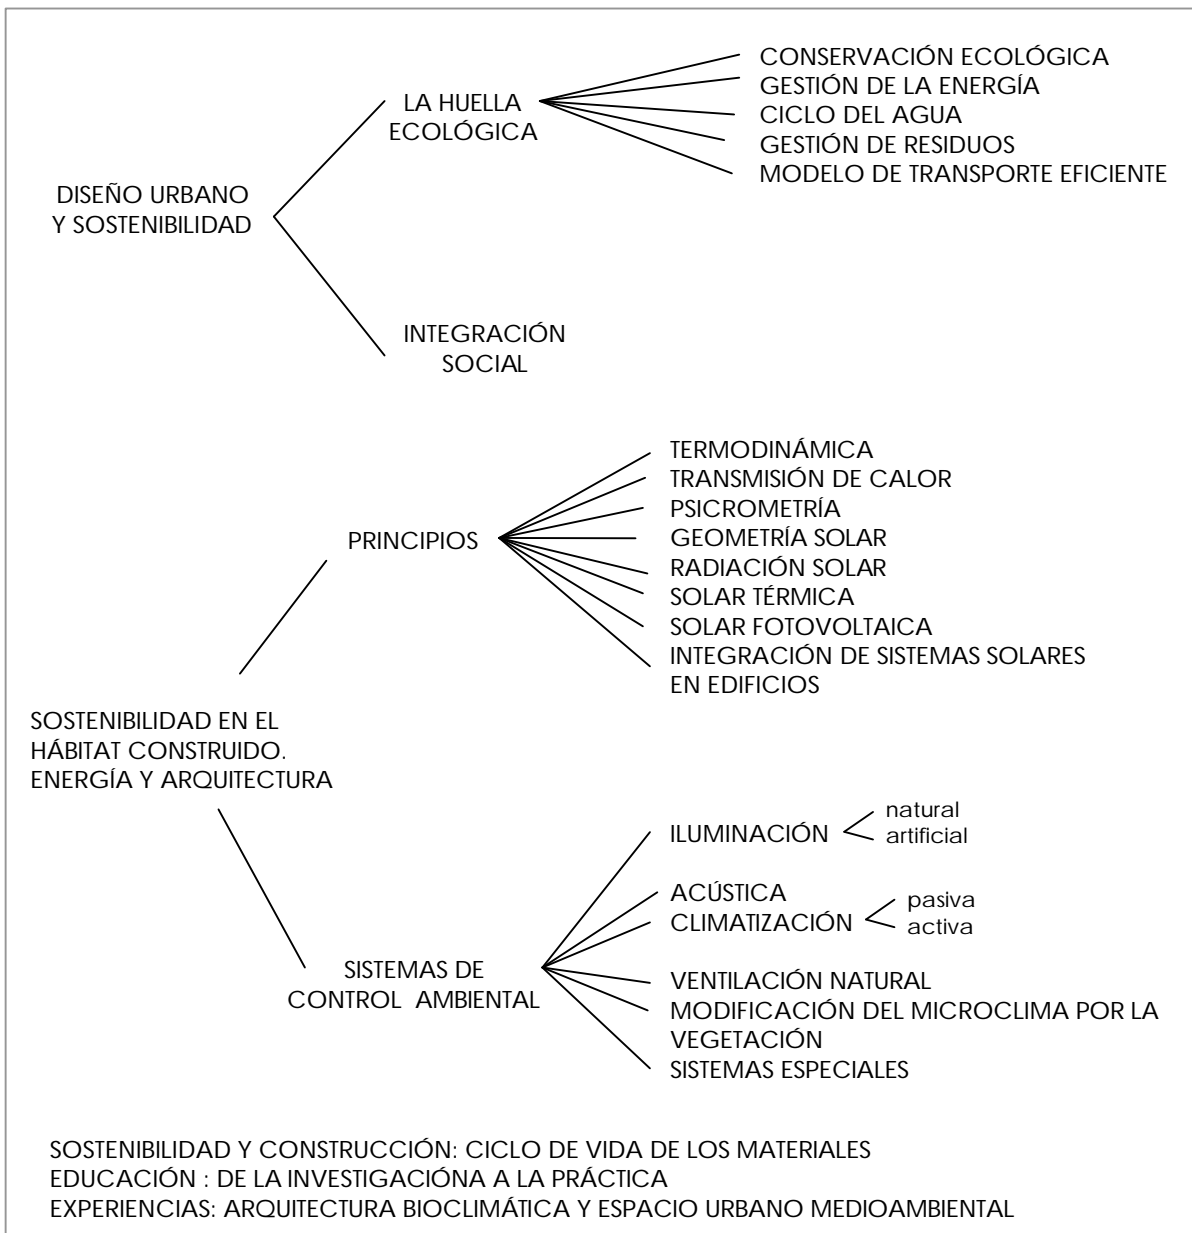 DISEÑO URBANO
Y SOSTENIBILIDAD
LA HUELLA
ECOLÓGICA
CONSERVACIÓN ECOLÓGICA
GESTIÓN DE LA ENERGÍA
CICLO DEL AGUA
GESTIÓN DE RESIDUOS
MODELO DE TRANSPORTE EFICIENTE
INTEGRACIÓN
SOCIAL
SOSTENIBILIDAD EN EL
HÁBITAT CONSTRUIDO.
ENERGÍA Y ARQUITECTURA
PRINCIPIOS
TERMODINÁMICA
TRANSMISIÓN DE CALOR
PSICROMETRÍA
GEOMETRÍA SOLAR
RADIACIÓN SOLAR
SOLAR TÉRMICA
SOLAR FOTOVOLTAICA
INTEGRACIÓN DE SISTEMAS SOLARES
EN EDIFICIOS
SISTEMAS DE
CONTROL AMBIENTAL
ILUMINACIÓN
natural
artificial
ACÚSTICA
CLIMATIZACIÓN
pasiva
activa
VENTILACIÓN NATURAL
MODIFICACIÓN DEL MICROCLIMA POR LA
VEGETACIÓN
SISTEMAS ESPECIALES
SOSTENIBILIDAD Y CONSTRUCCIÓN: CICLO DE VIDA DE LOS MATERIALES
EDUCACIÓN : DE LA INVESTIGACIÓNA A LA PRÁCTICA
EXPERIENCIAS: ARQUITECTURA BIOCLIMÁTICA Y ESPACIO URBANO MEDIOAMBIENTAL